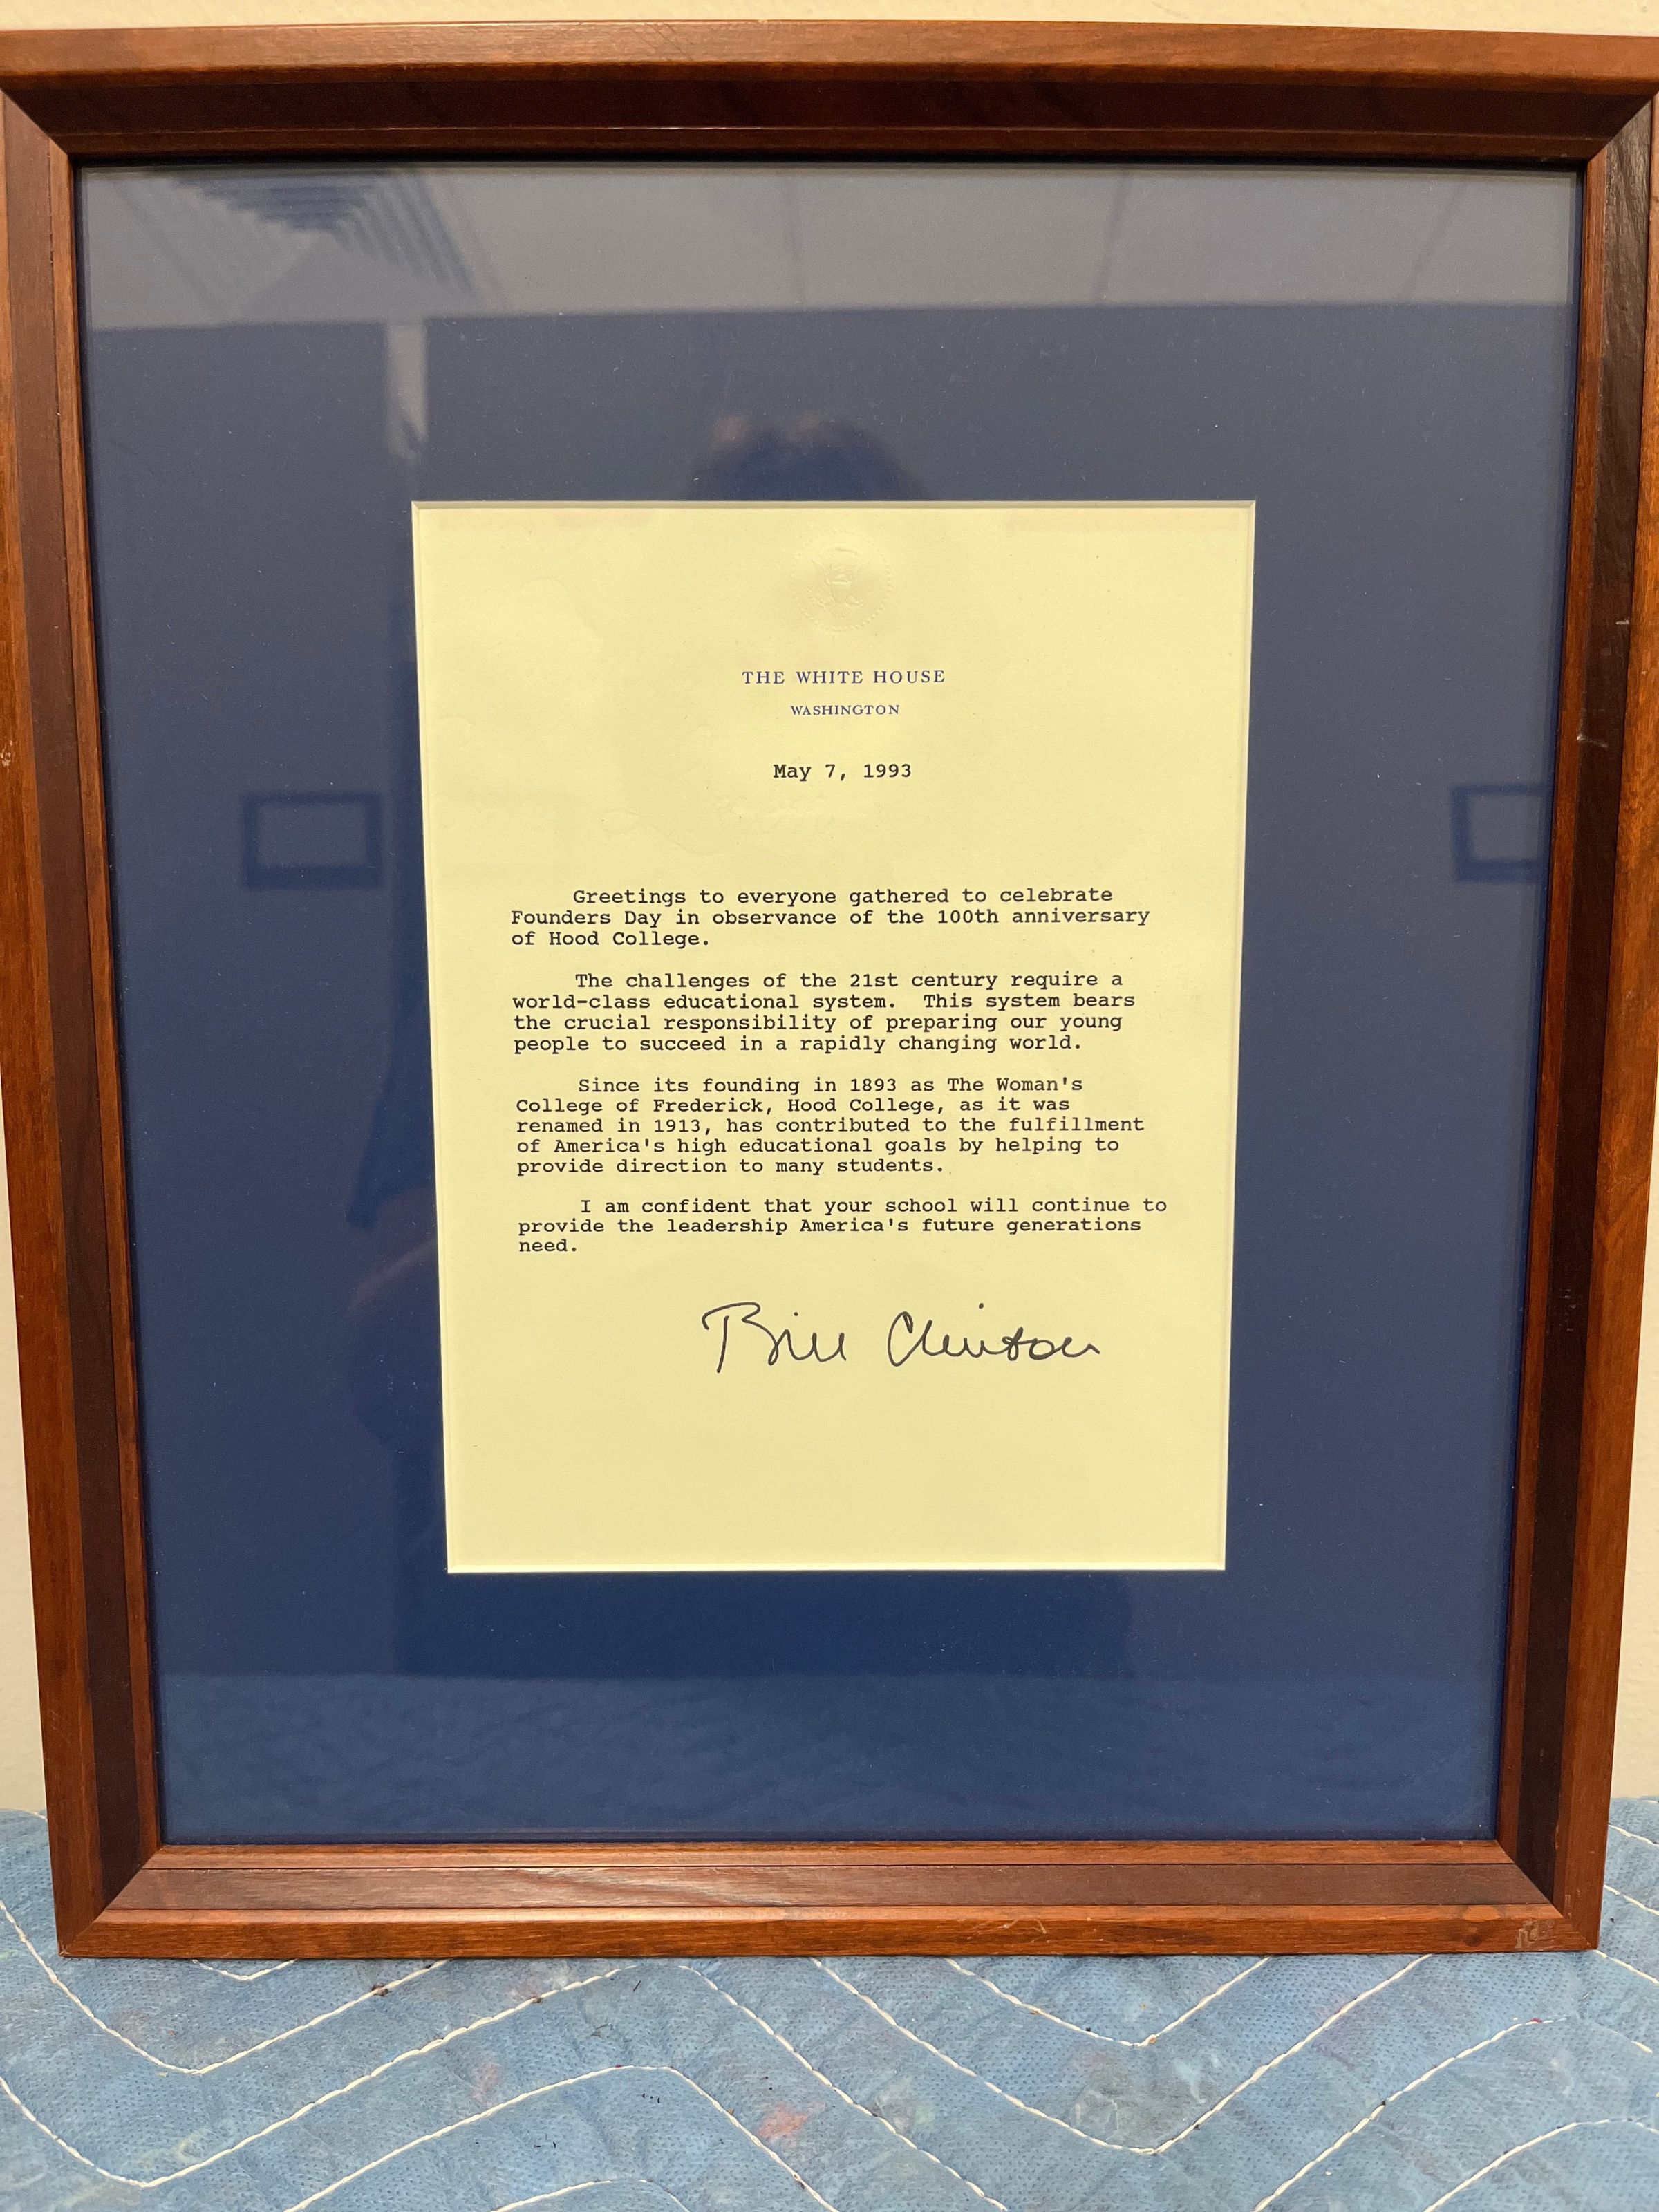 THE WHITE HOUSE
WASHINGTON
May 7, 1993
Greetings to everyone gathered to celebrate
Founders Day in observance of the 100th anniversary
of Hood College.
The challenges of the 21st century require a
world-class educational system.  This system bears
the crucial responsibility of preparing our young
people to succeed in a rapidly changing world.
Since its founding in 1893 as The Woman's
College of Frederick, Hood College, as it was
renamed in 1913, has contributed to the fulfillment
of America's high educational goals by helping to
provide direction to many students.
I am confident that your school will continue to
provide the leadership America's future generations
need.
Bill Clinton